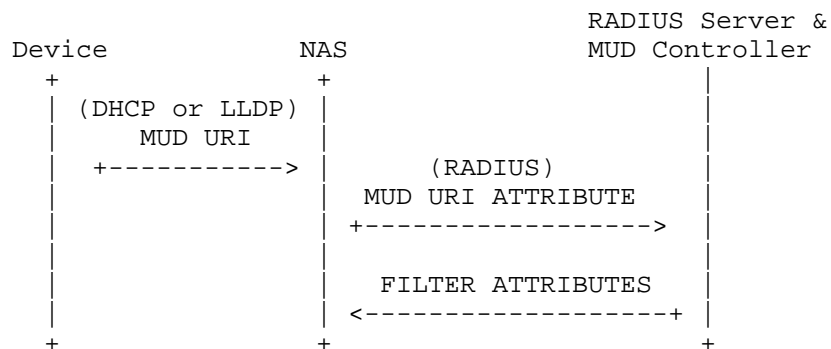 RADIUS Server &
Device NAS MUD Controller
(DHCP or LLDP)
MUD URI
(RADIUS)
MUD URI ATTRIBUTE
FILTER ATTRIBUTES